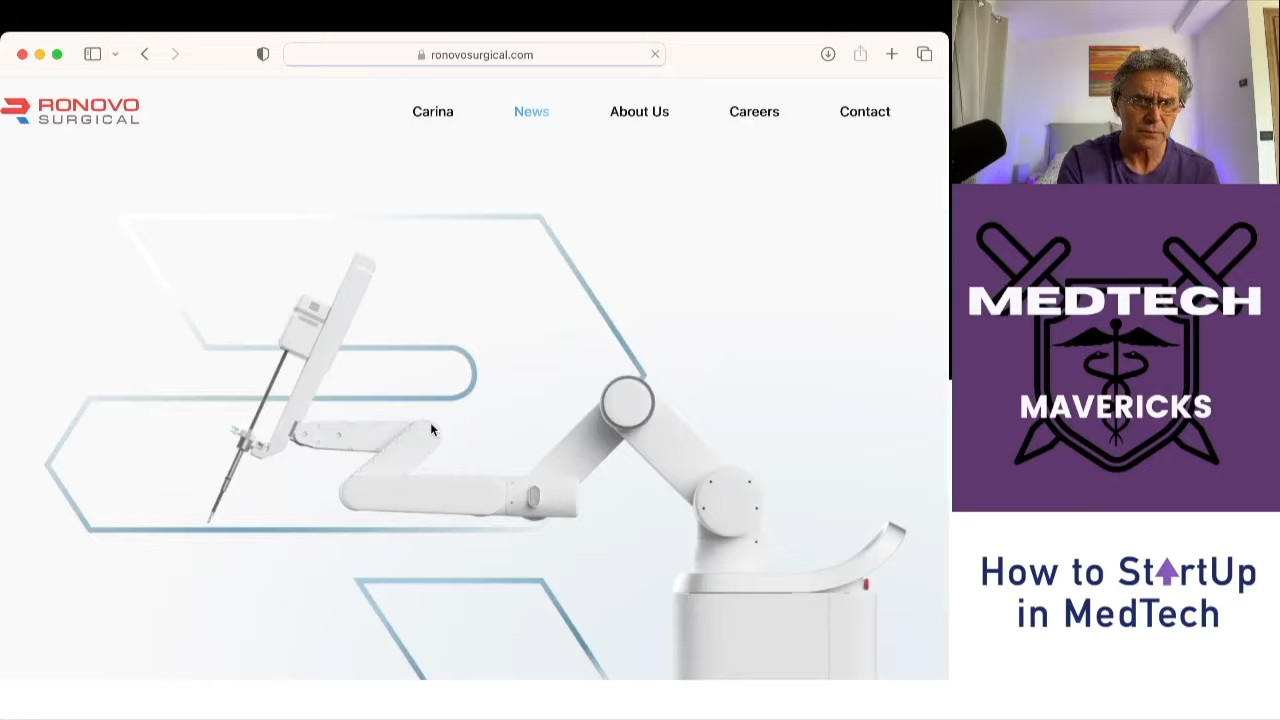 ronovosurgical.com
RONOVO
SURGICAL
Carina
News
About Us
Careers
Contact
MEDTECH
MAVERICKS
How to StartUp
in MedTech